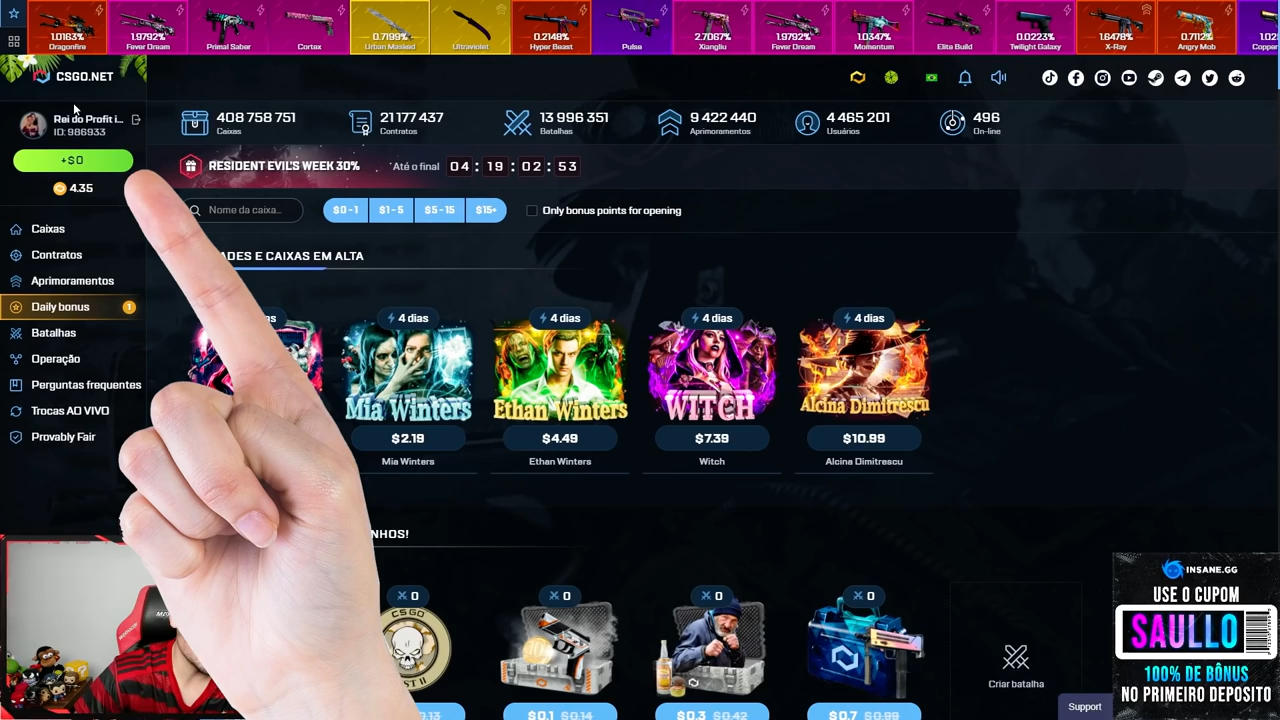 1.0163%
Dragonfire
1.9792%
Fever Dream
Primal Saber
Cortex
0.7199%
Urban Masked
Ultraviolet
0.2148%
Hyper Beast
Pulse
2.7067%
Xiangliu
1.9792%
Fever Dream
1.0347%
Momentum
Elite Build
0.0223%
Twilight Galaxy
1.6478%
X-Ray
0.7112%
Angry Mob
Copper
CSGO.NET
Rei do Profit i...
ID: 986933
+$0
4.35
408 758 751
Caixas
21 177 437
Contratos
13 996 351
Batalhas
9 422 440
Aprimoramentos
4 465 201
Usuários
496
On-line
RESIDENT EVIL'S WEEK 30%
Até o final
04 : 19 : 02 : 53
Nome da caixa...
$0 - 1
$1 - 5
$5 - 15
$15+
Only bonus points for opening
Caixas
Contratos
Aprimoramentos
Daily bonus
1
Batalhas
Operação
Perguntas frequentes
Trocas AO VIVO
Provably Fair
ADES E CAIXAS EM ALTA
4 dias
4 dias
4 dias
4 dias
Mia Winters
Ethan Winters
WITCH
Alcina Dimitrescu
$2.19
$4.49
$7.39
$10.99
Mia Winters
Ethan Winters
Witch
Alcina Dimitrescu
NHOS!
0
0
0
0
CSGO
$0.1 $0.14
$0.3 $0.42
$0.7 $0.99
Criar batalha
Support
INSANE.GG
USE O CUPOM
SAULLO
100% DE BÔNUS
NO PRIMEIRO DEPOSITO